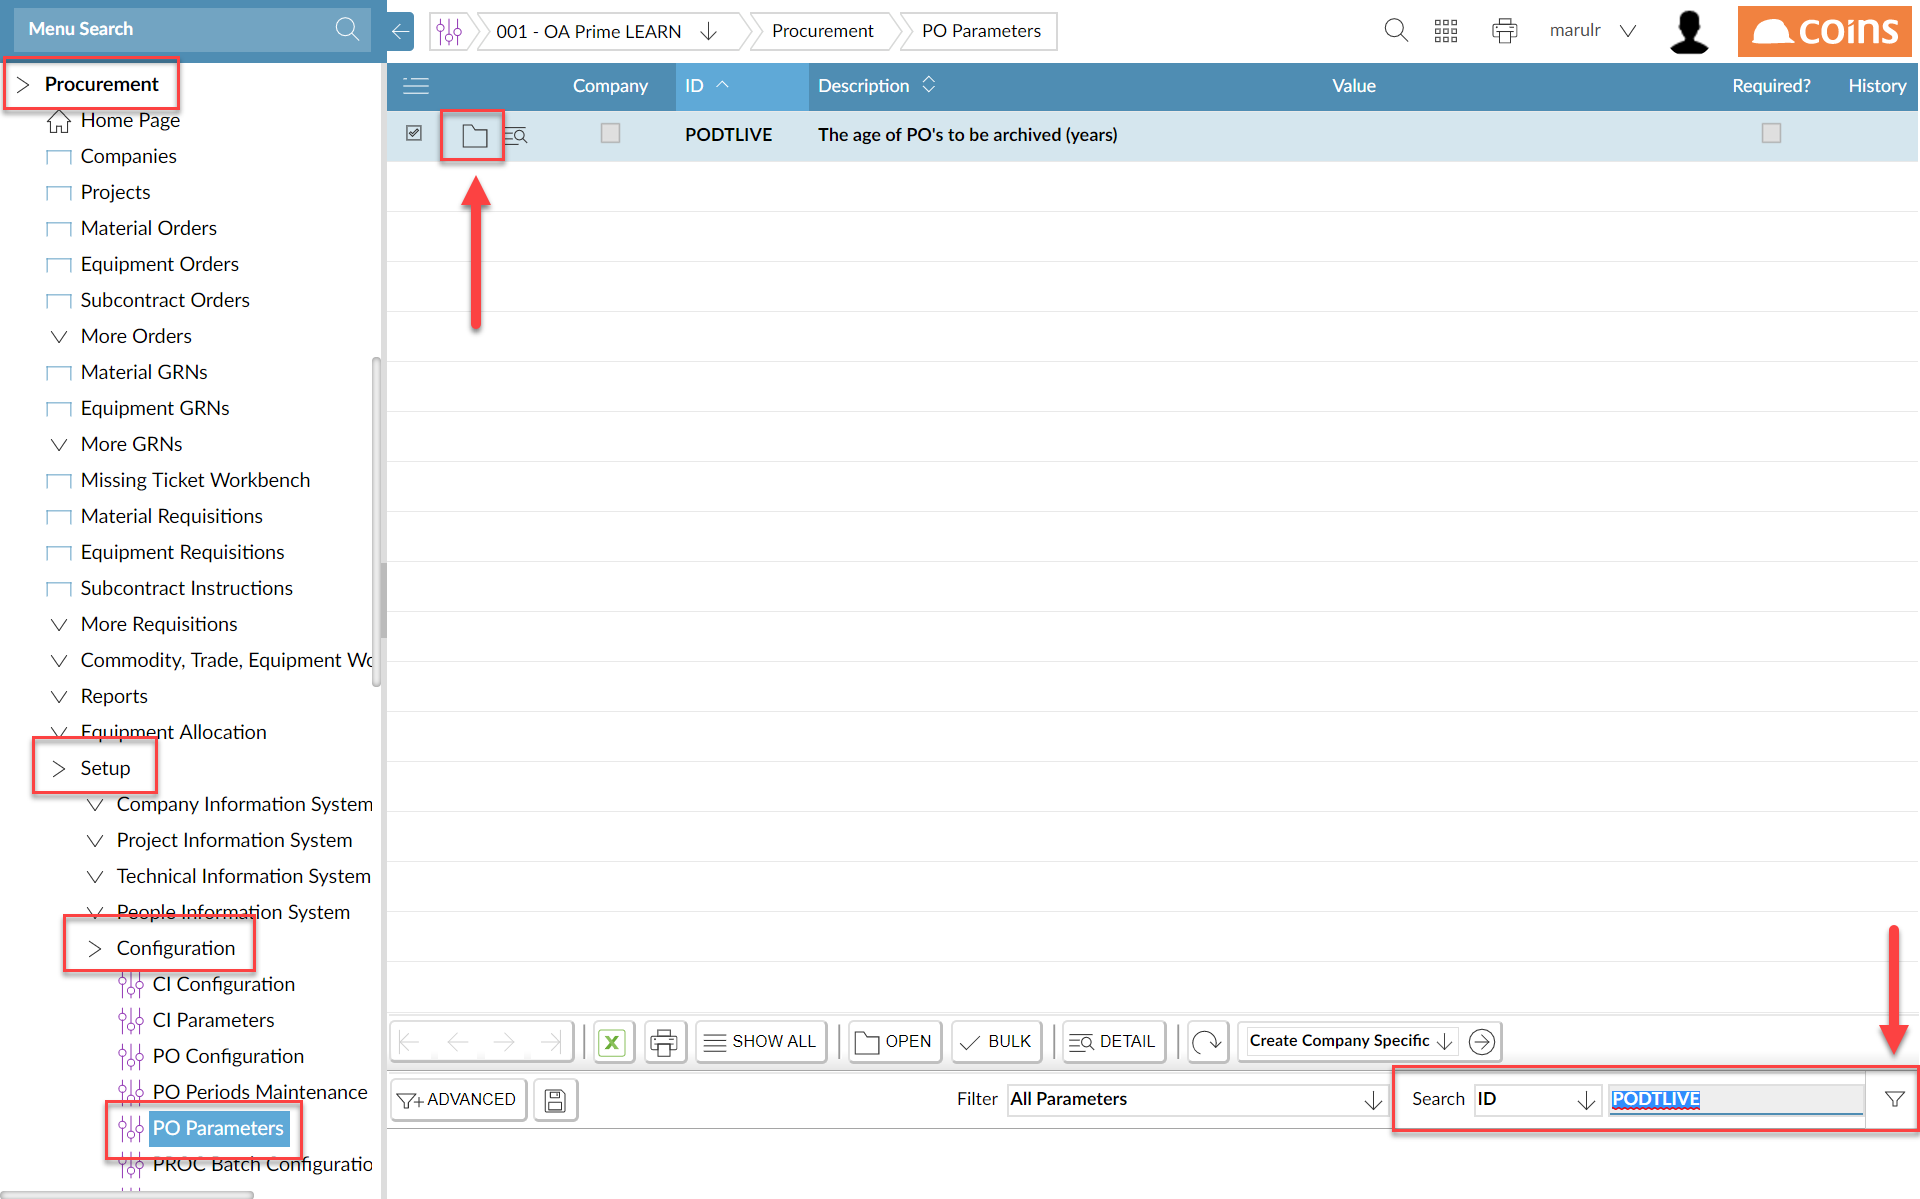 Menu Search
001 - OA Prime LEARN
Procurement
PO Parameters
marulr
coins
Procurement
Home Page
Companies
Projects
Material Orders
Equipment Orders
Subcontract Orders
More Orders
Material GRNs
Equipment GRNs
More GRNs
Missing Ticket Workbench
Material Requisitions
Equipment Requisitions
Subcontract Instructions
More Requisitions
Commodity, Trade, Equipment Wo
Reports
Equipment Allocation
Setup
Company Information System
Project Information System
Technical Information System
People Information System
Configuration
CI Configuration
CI Parameters
PO Configuration
PO Periods Maintenance
PO Parameters
PROC Batch Configuratio
Company ID Description Value Required? History
PODTLIVE The age of PO's to be archived (years)
SHOW ALL OPEN BULK DETAIL Create Company Specific
ADVANCED Filter All Parameters Search ID PODTLIVE